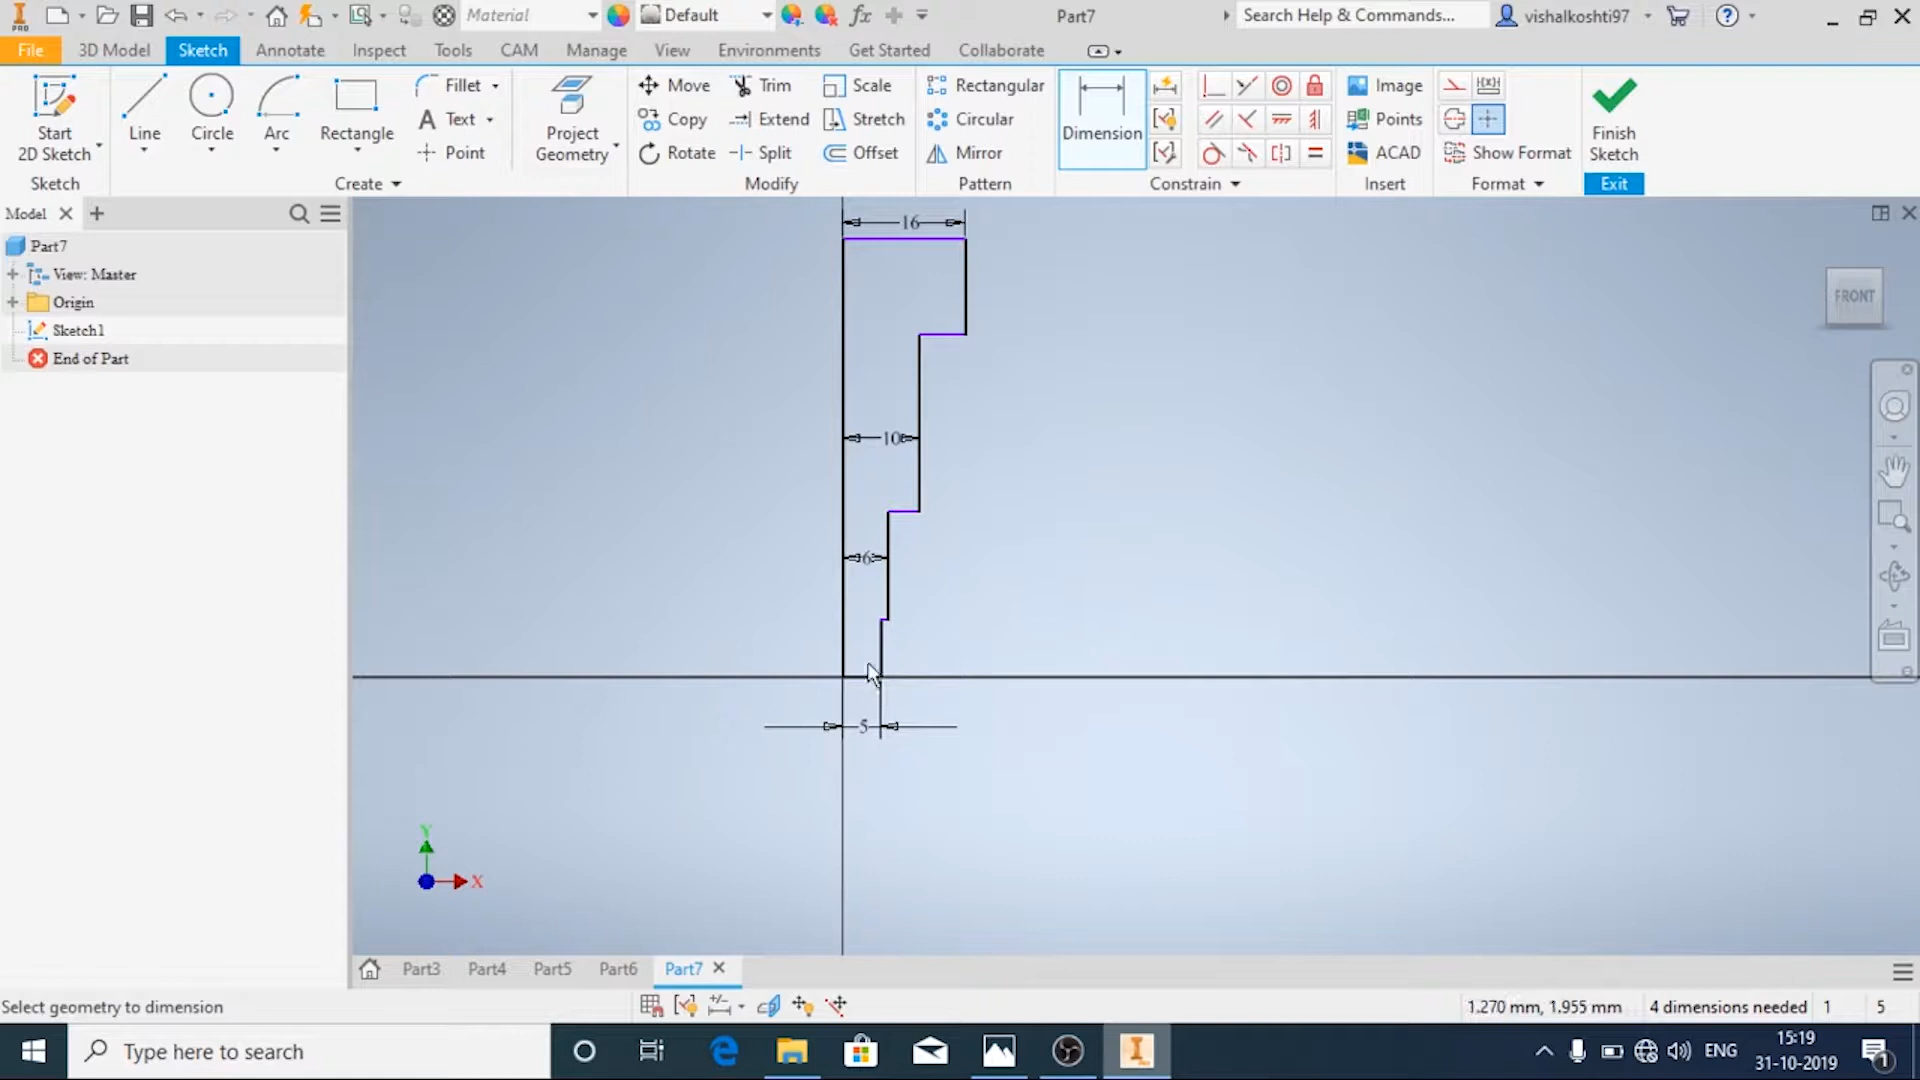 PRO
Material
Default
fx
Part7
Search Help & Commands...
vishalkoshti97
File
3D Model
Sketch
Annotate
Inspect
Tools
CAM
Manage
View
Environments
Get Started
Collaborate
Start
2D Sketch
Line
Circle
Arc
Rectangle
Fillet
Text
Point
Project
Geometry
Move
Trim
Scale
Copy
Extend
Stretch
Rotate
Split
Offset
Rectangular
Circular
Mirror
Dimension
Image
Points
ACAD
Show Format
Finish
Sketch
Sketch
Create
Modify
Pattern
Constrain
Insert
Format
Exit
Model
Part7
View: Master
Origin
Sketch1
End of Part
16
10
6
5
FRONT
Y
X
Part3
Part4
Part5
Part6
Part7
Select geometry to dimension
1.270 mm, 1.955 mm
4 dimensions needed
1
5
Type here to search
ENG
15:19
31-10-2019
1